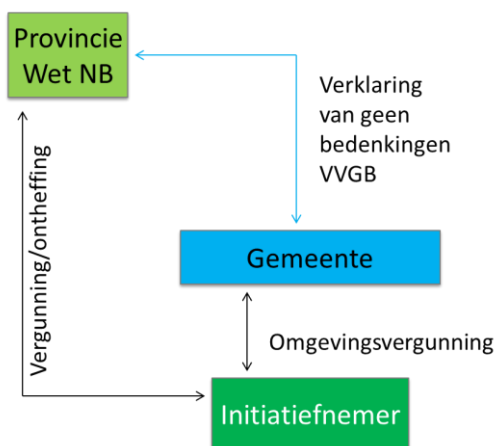 Provincie
Wet NB
Verklaring
van geen
bedenkingen
VVGB
Vergunning/ontheffing
Gemeente
Omgevingsvergunning
Initiatiefnemer